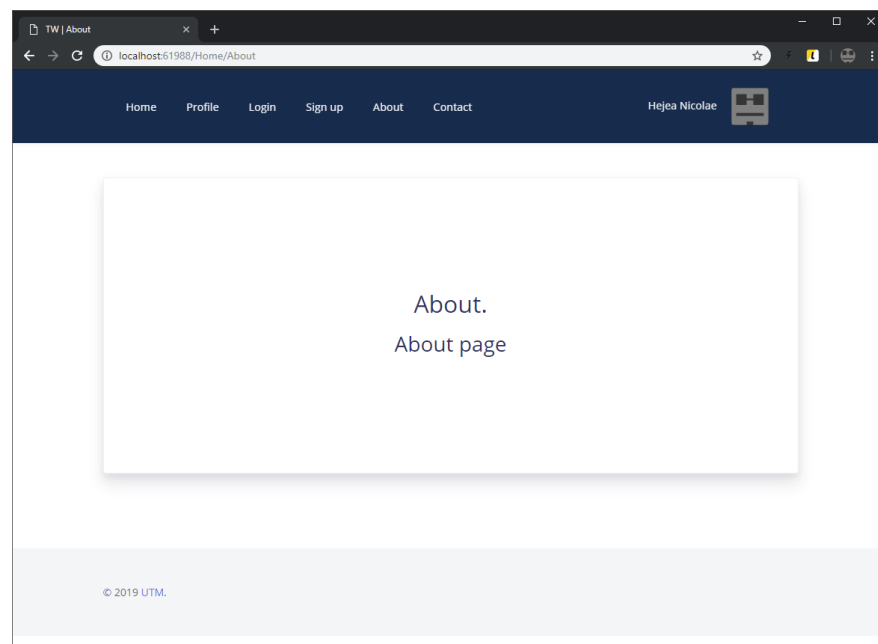 TW | About
localhost:61988/Home/About
Home Profile Login Sign up About Contact Hejea Nicolae
About.
About page
© 2019 UTM.